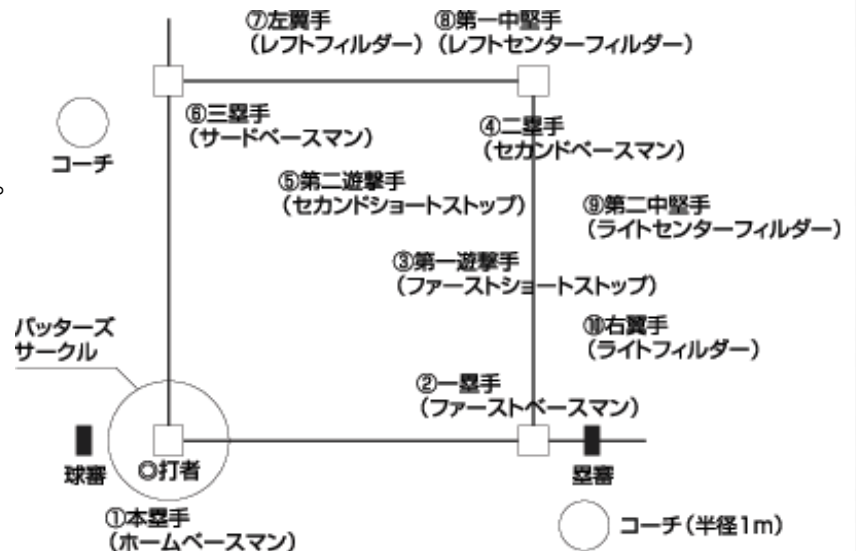 ⑦左翼手
(レフトフィルダー)
⑧第一中堅手
(レフトセンターフィルダー)
⑥三塁手
(サードベースマン)
④二塁手
(セカンドベースマン)
コーチ
⑤第二遊撃手
(セカンドショートストップ)
。
⑨第二中堅手
(ライトセンターフィルダー)
③第一遊撃手
(ファーストショートストップ)
バッターズ
サークル
⑩右翼手
(ライトフィルダー)
②一塁手
(ファーストベースマン)
球審
◎打者
塁審
①本塁手
(ホームベースマン)
コーチ(半径1m)